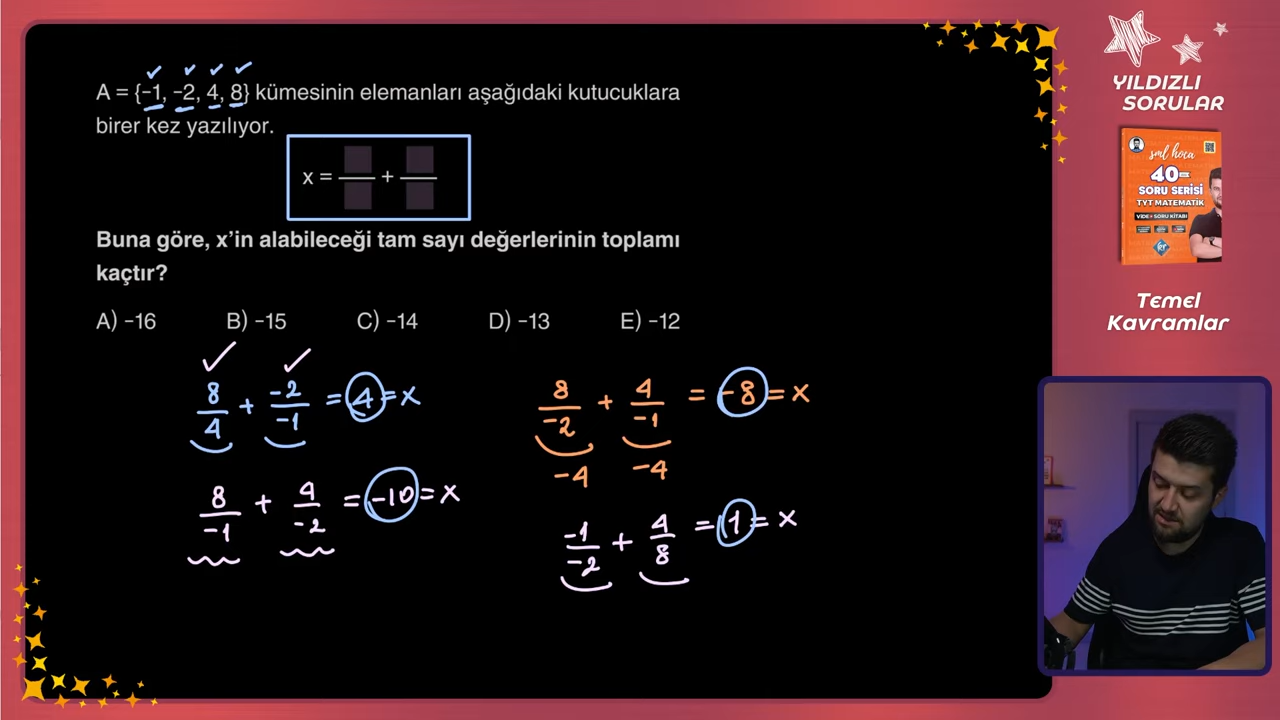 A = {-1, -2, 4, 8} kümesinin elemanları aşağıdaki kutucuklara
birer kez yazılıyor.
x = — + —
Buna göre, x'in alabileceği tam sayı değerlerinin toplamı
kaçtır?
A) -16 B) -15 C) -14 D) -13 E) -12
8/4 + -2/-1 = 4 = x
8/-2 + 4/-1 = -8 = x
-4 -4
8/-1 + 4/-2 = -10 = x
-1/-2 + 4/8 = 1 = x
YILDIZLI
SORULAR
sml hoca
40
SORU SERİSİ
TYT MATEMATİK
Temel
Kavramlar